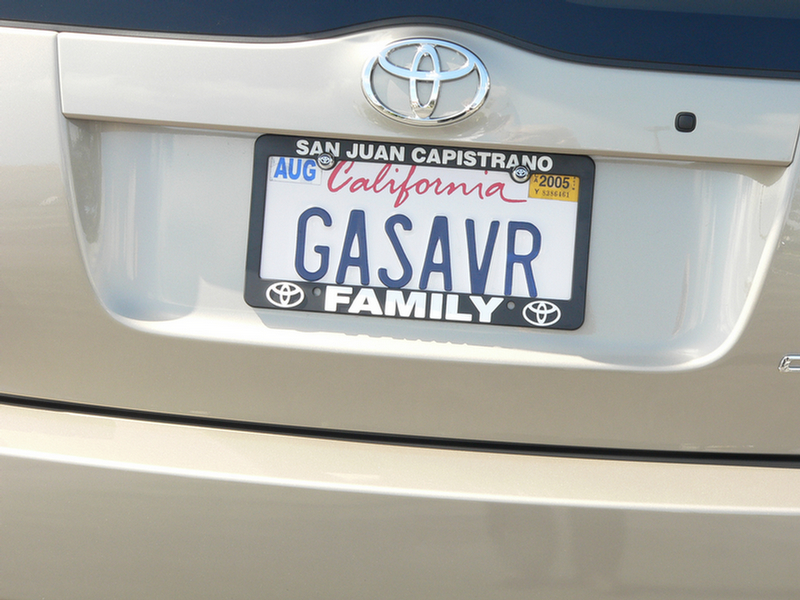 SAN JUAN CAPISTRANO
AUG California 2005
GASAVR
FAMILY